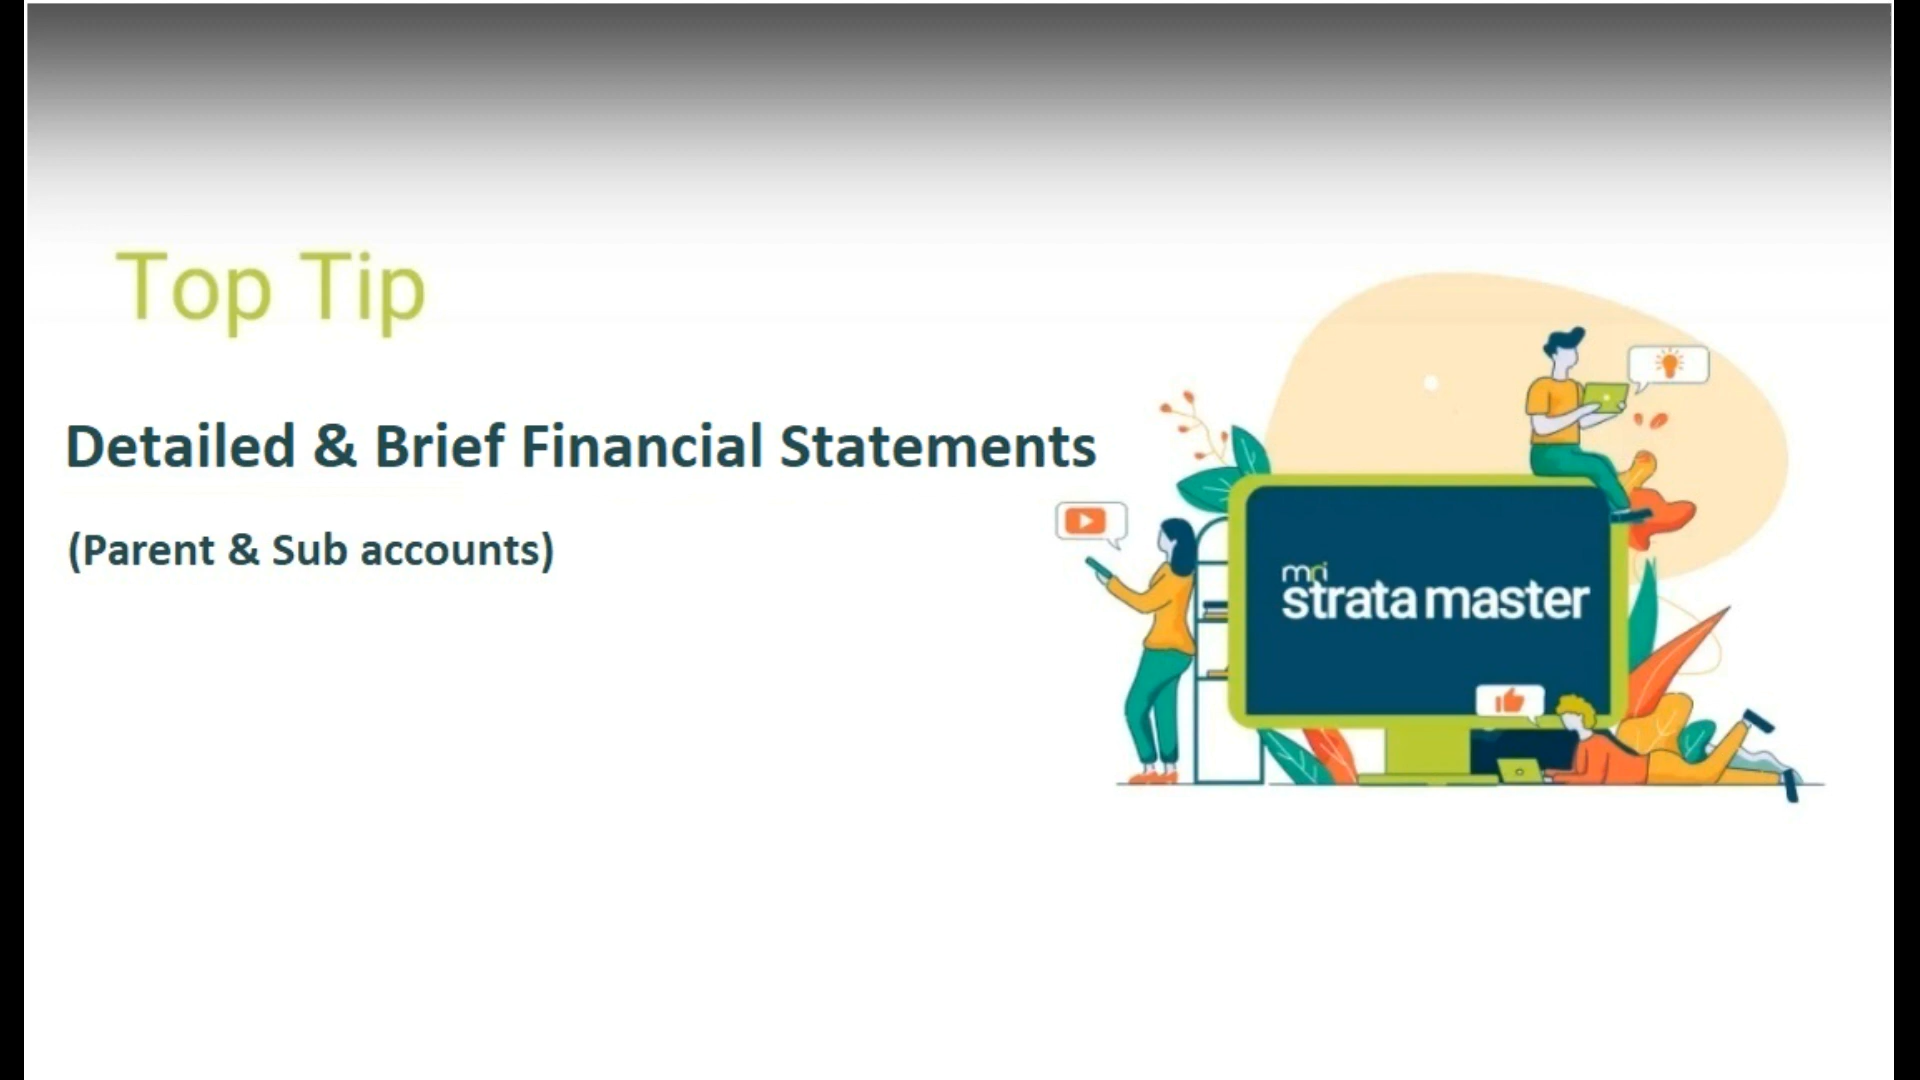 Top Tip
Detailed & Brief Financial Statements
(Parent & Sub accounts)
mri
strata master